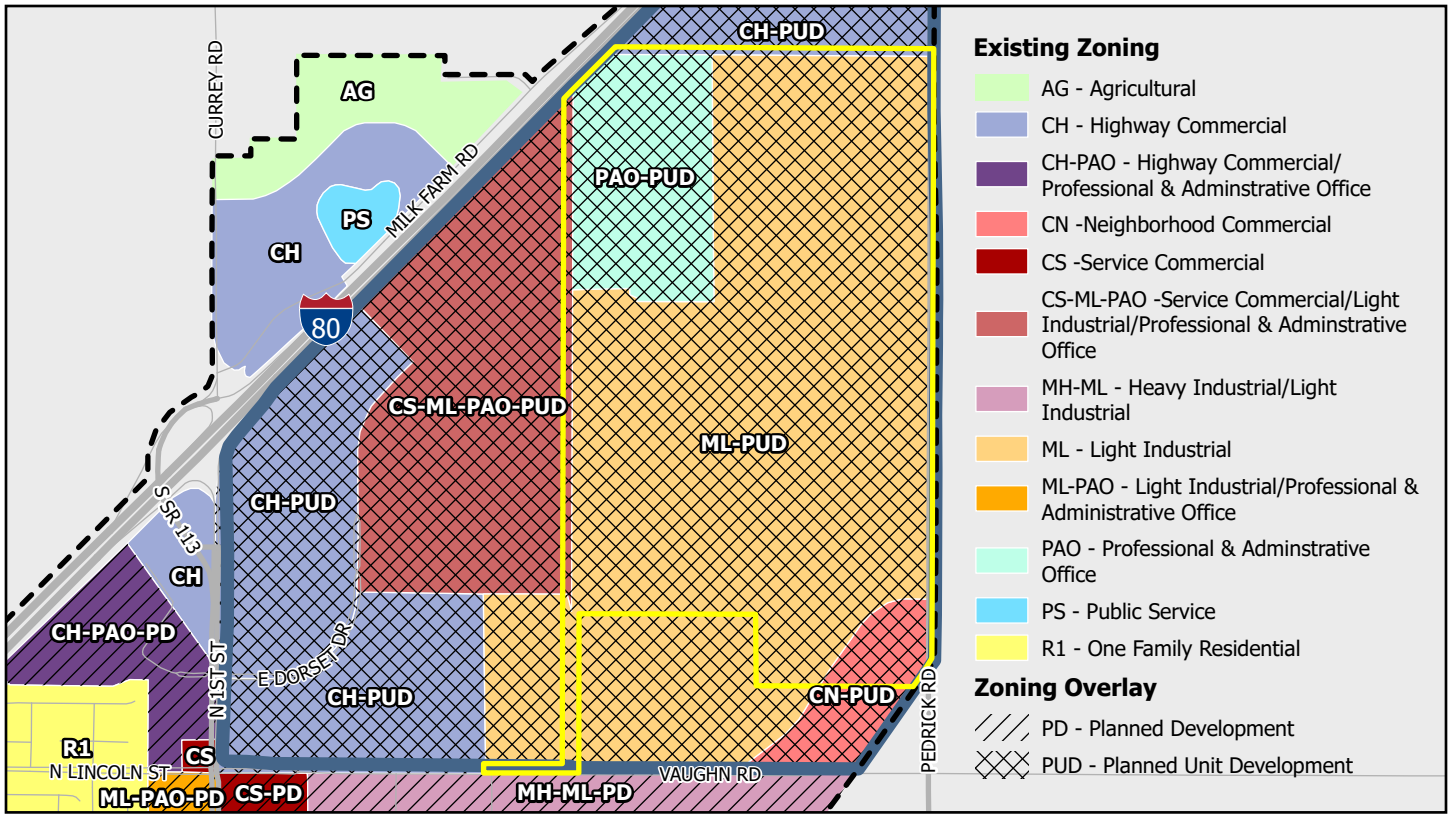 CH-PUD
CURREY RD
AG
MILK FARM RD
PAO-PUD
PS
CH
80
CS-ML-PAO-PUD
ML-PUD
CH-PUD
S SR 113
CH
CH-PAO-PD
E DORSET DR
N 1ST ST
CH-PUD
CN-PUD
PEDRICK RD
R1
CS
N LINCOLN ST
VAUGHN RD
ML-PAO-PD
CS-PD
MH-ML-PD
Existing Zoning
AG - Agricultural
CH - Highway Commercial
CH-PAO - Highway Commercial/
Professional & Adminstrative Office
CN -Neighborhood Commercial
CS -Service Commercial
CS-ML-PAO -Service Commercial/Light
Industrial/Professional & Adminstrative
Office
MH-ML - Heavy Industrial/Light
Industrial
ML - Light Industrial
ML-PAO - Light Industrial/Professional &
Administrative Office
PAO - Professional & Adminstrative
Office
PS - Public Service
R1 - One Family Residential
Zoning Overlay
PD - Planned Development
PUD - Planned Unit Development